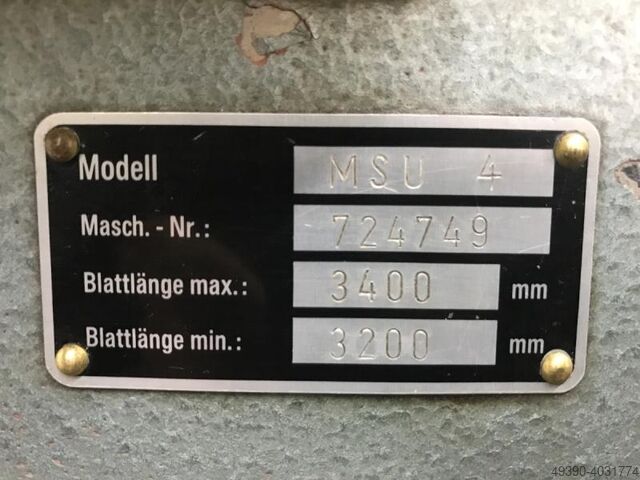 Modell MSU 4
Masch. - Nr.: 724749
Blattlänge max.: 3400 mm
Blattlänge min.: 3200 mm
49390-4031774